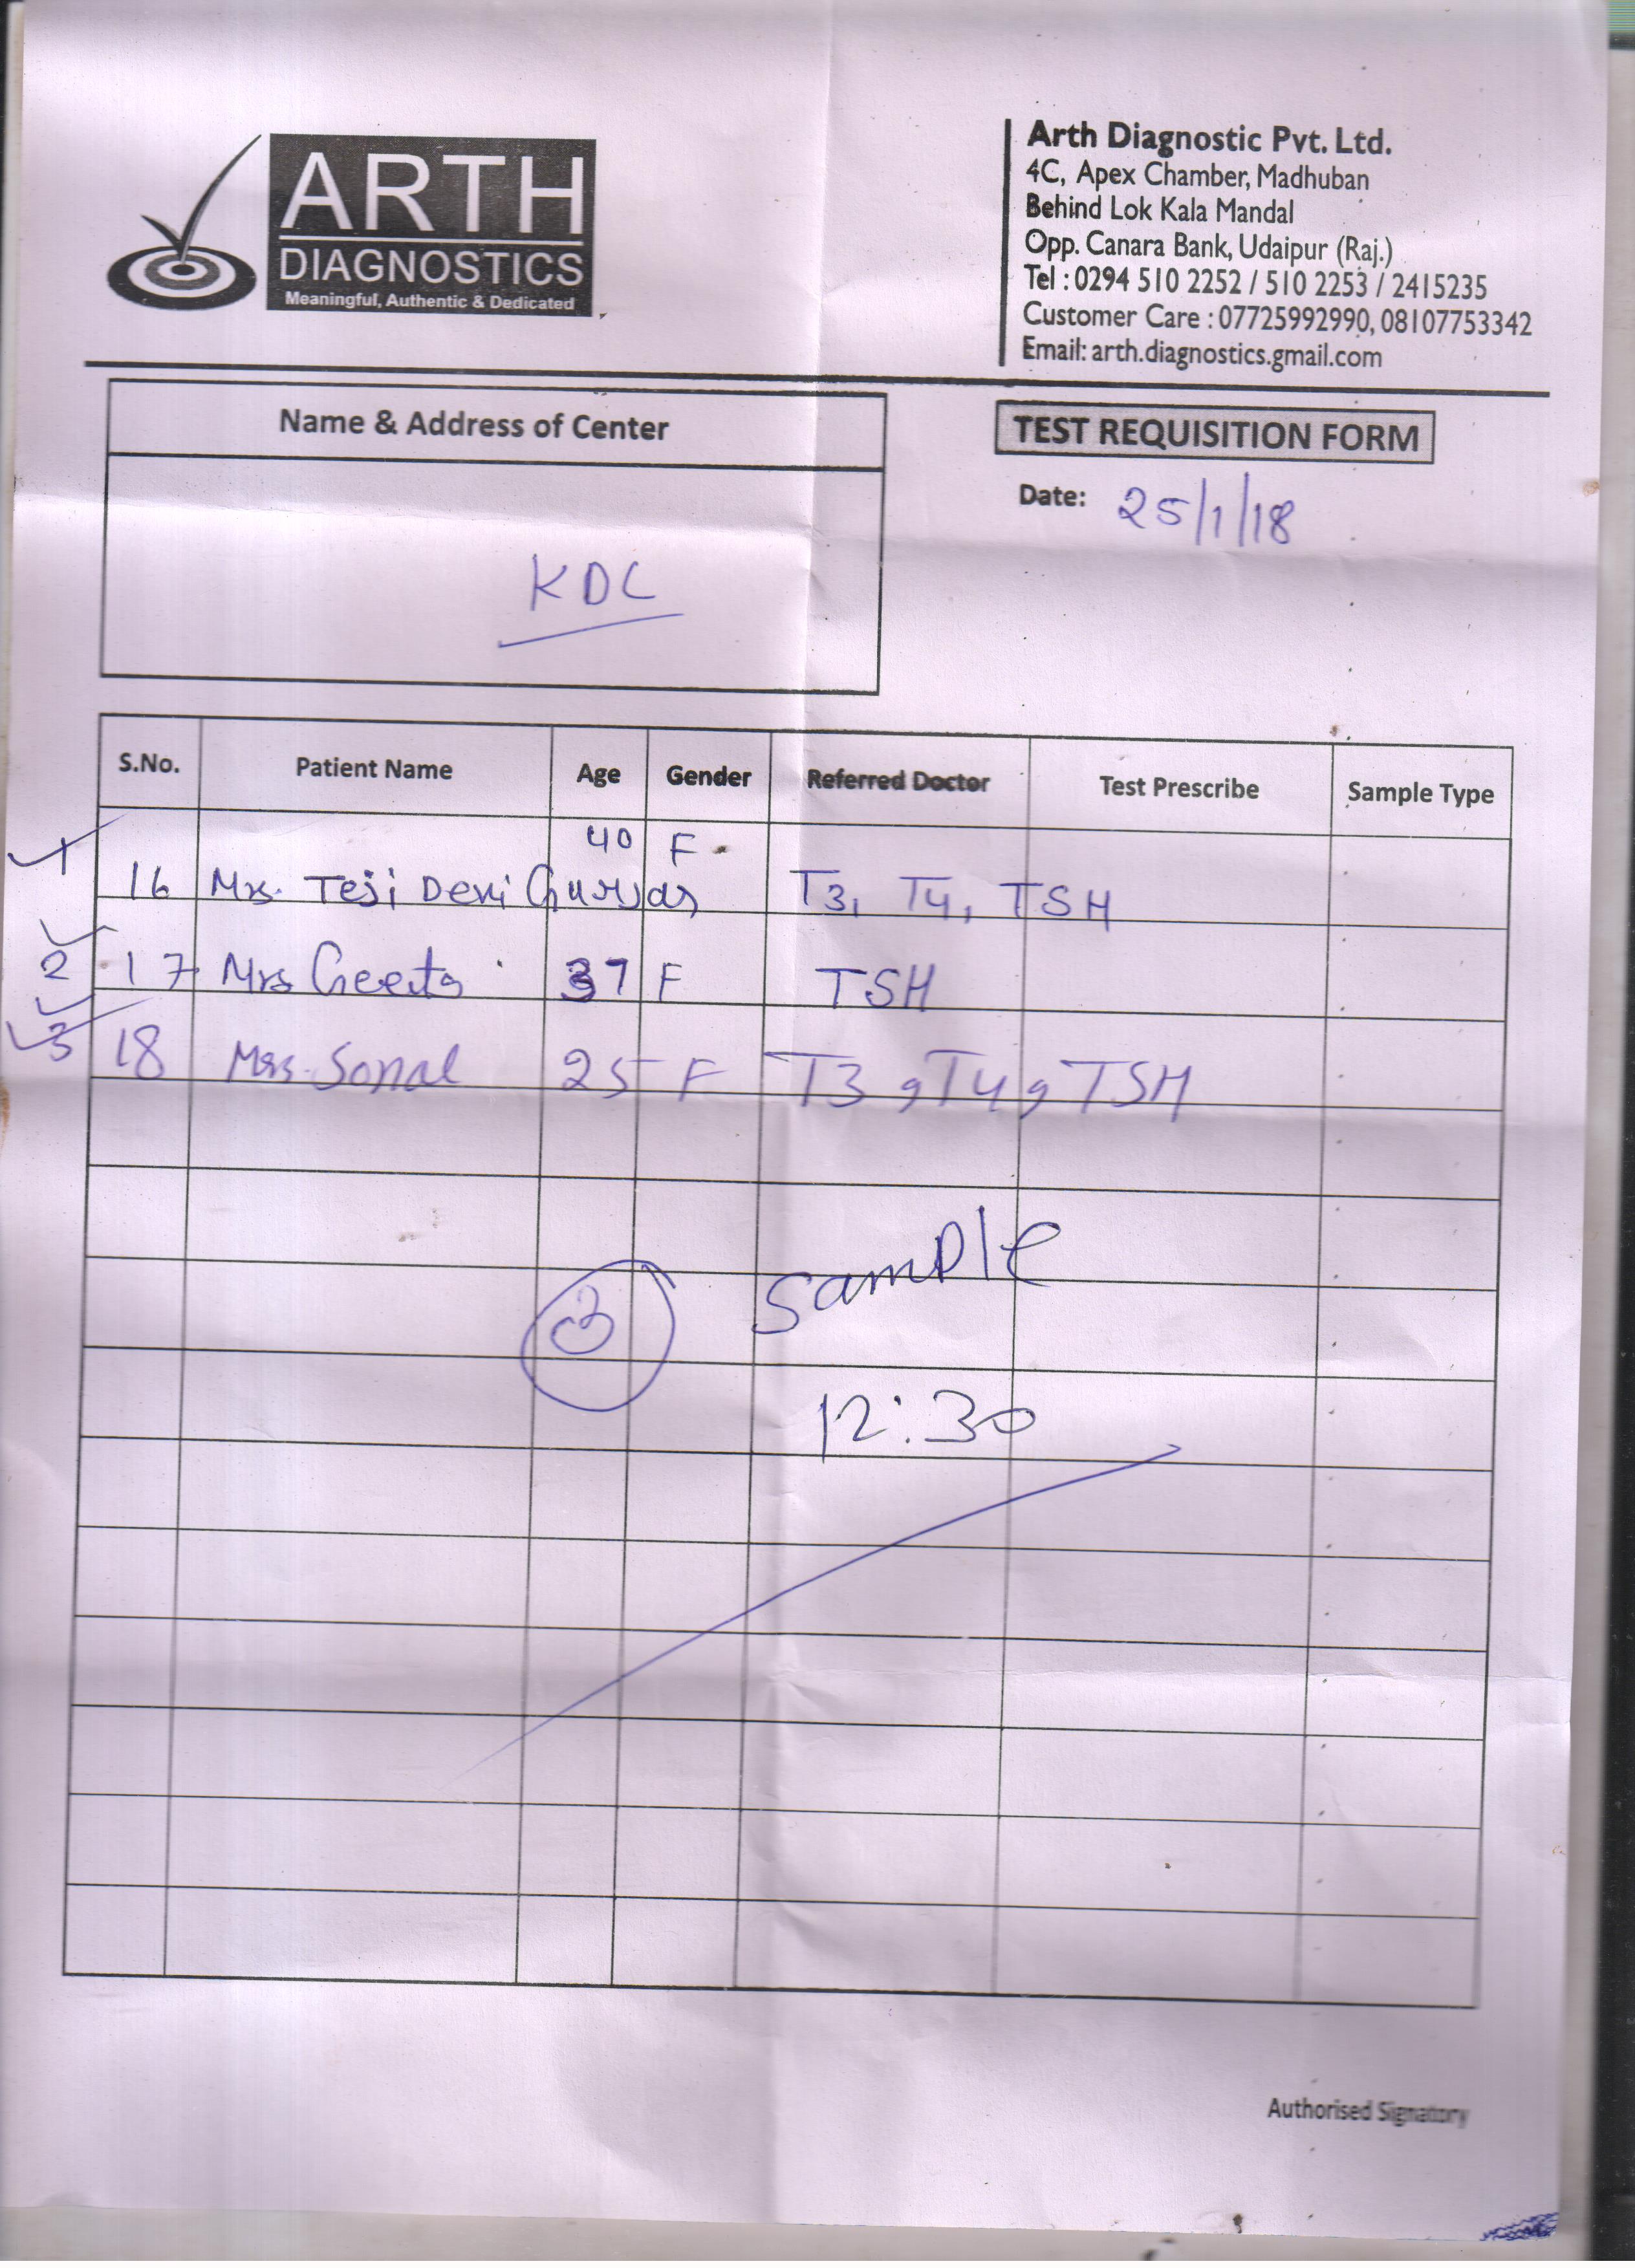 ARTH
DIAGNOSTICS
Meaningful, Authentic & Dedicated
Arth Diagnostic Pvt. Ltd.
4C, Apex Chamber, Madhuban
Behind Lok Kala Mandal
Opp. Canara Bank, Udaipur (Raj.)
Tel : 0294 510 2252 / 510 2253 / 2415235
Customer Care : 07725992990, 08107753342
Email: arth.diagnostics.gmail.com
Name & Address of Center
KDC
TEST REQUISITION FORM
Date: 25/1/18
S.No. Patient Name Age Gender Referred Doctor Test Prescribe Sample Type
1 16 Mrs. Teji Devi Gurjar 40 F T3, T4, TSH
2 17 Mrs Geeta 37 F TSH
3 18 Mrs. Sonal 25 F T3, T4, TSH
3 Sample
12:30
Authorised Signatory